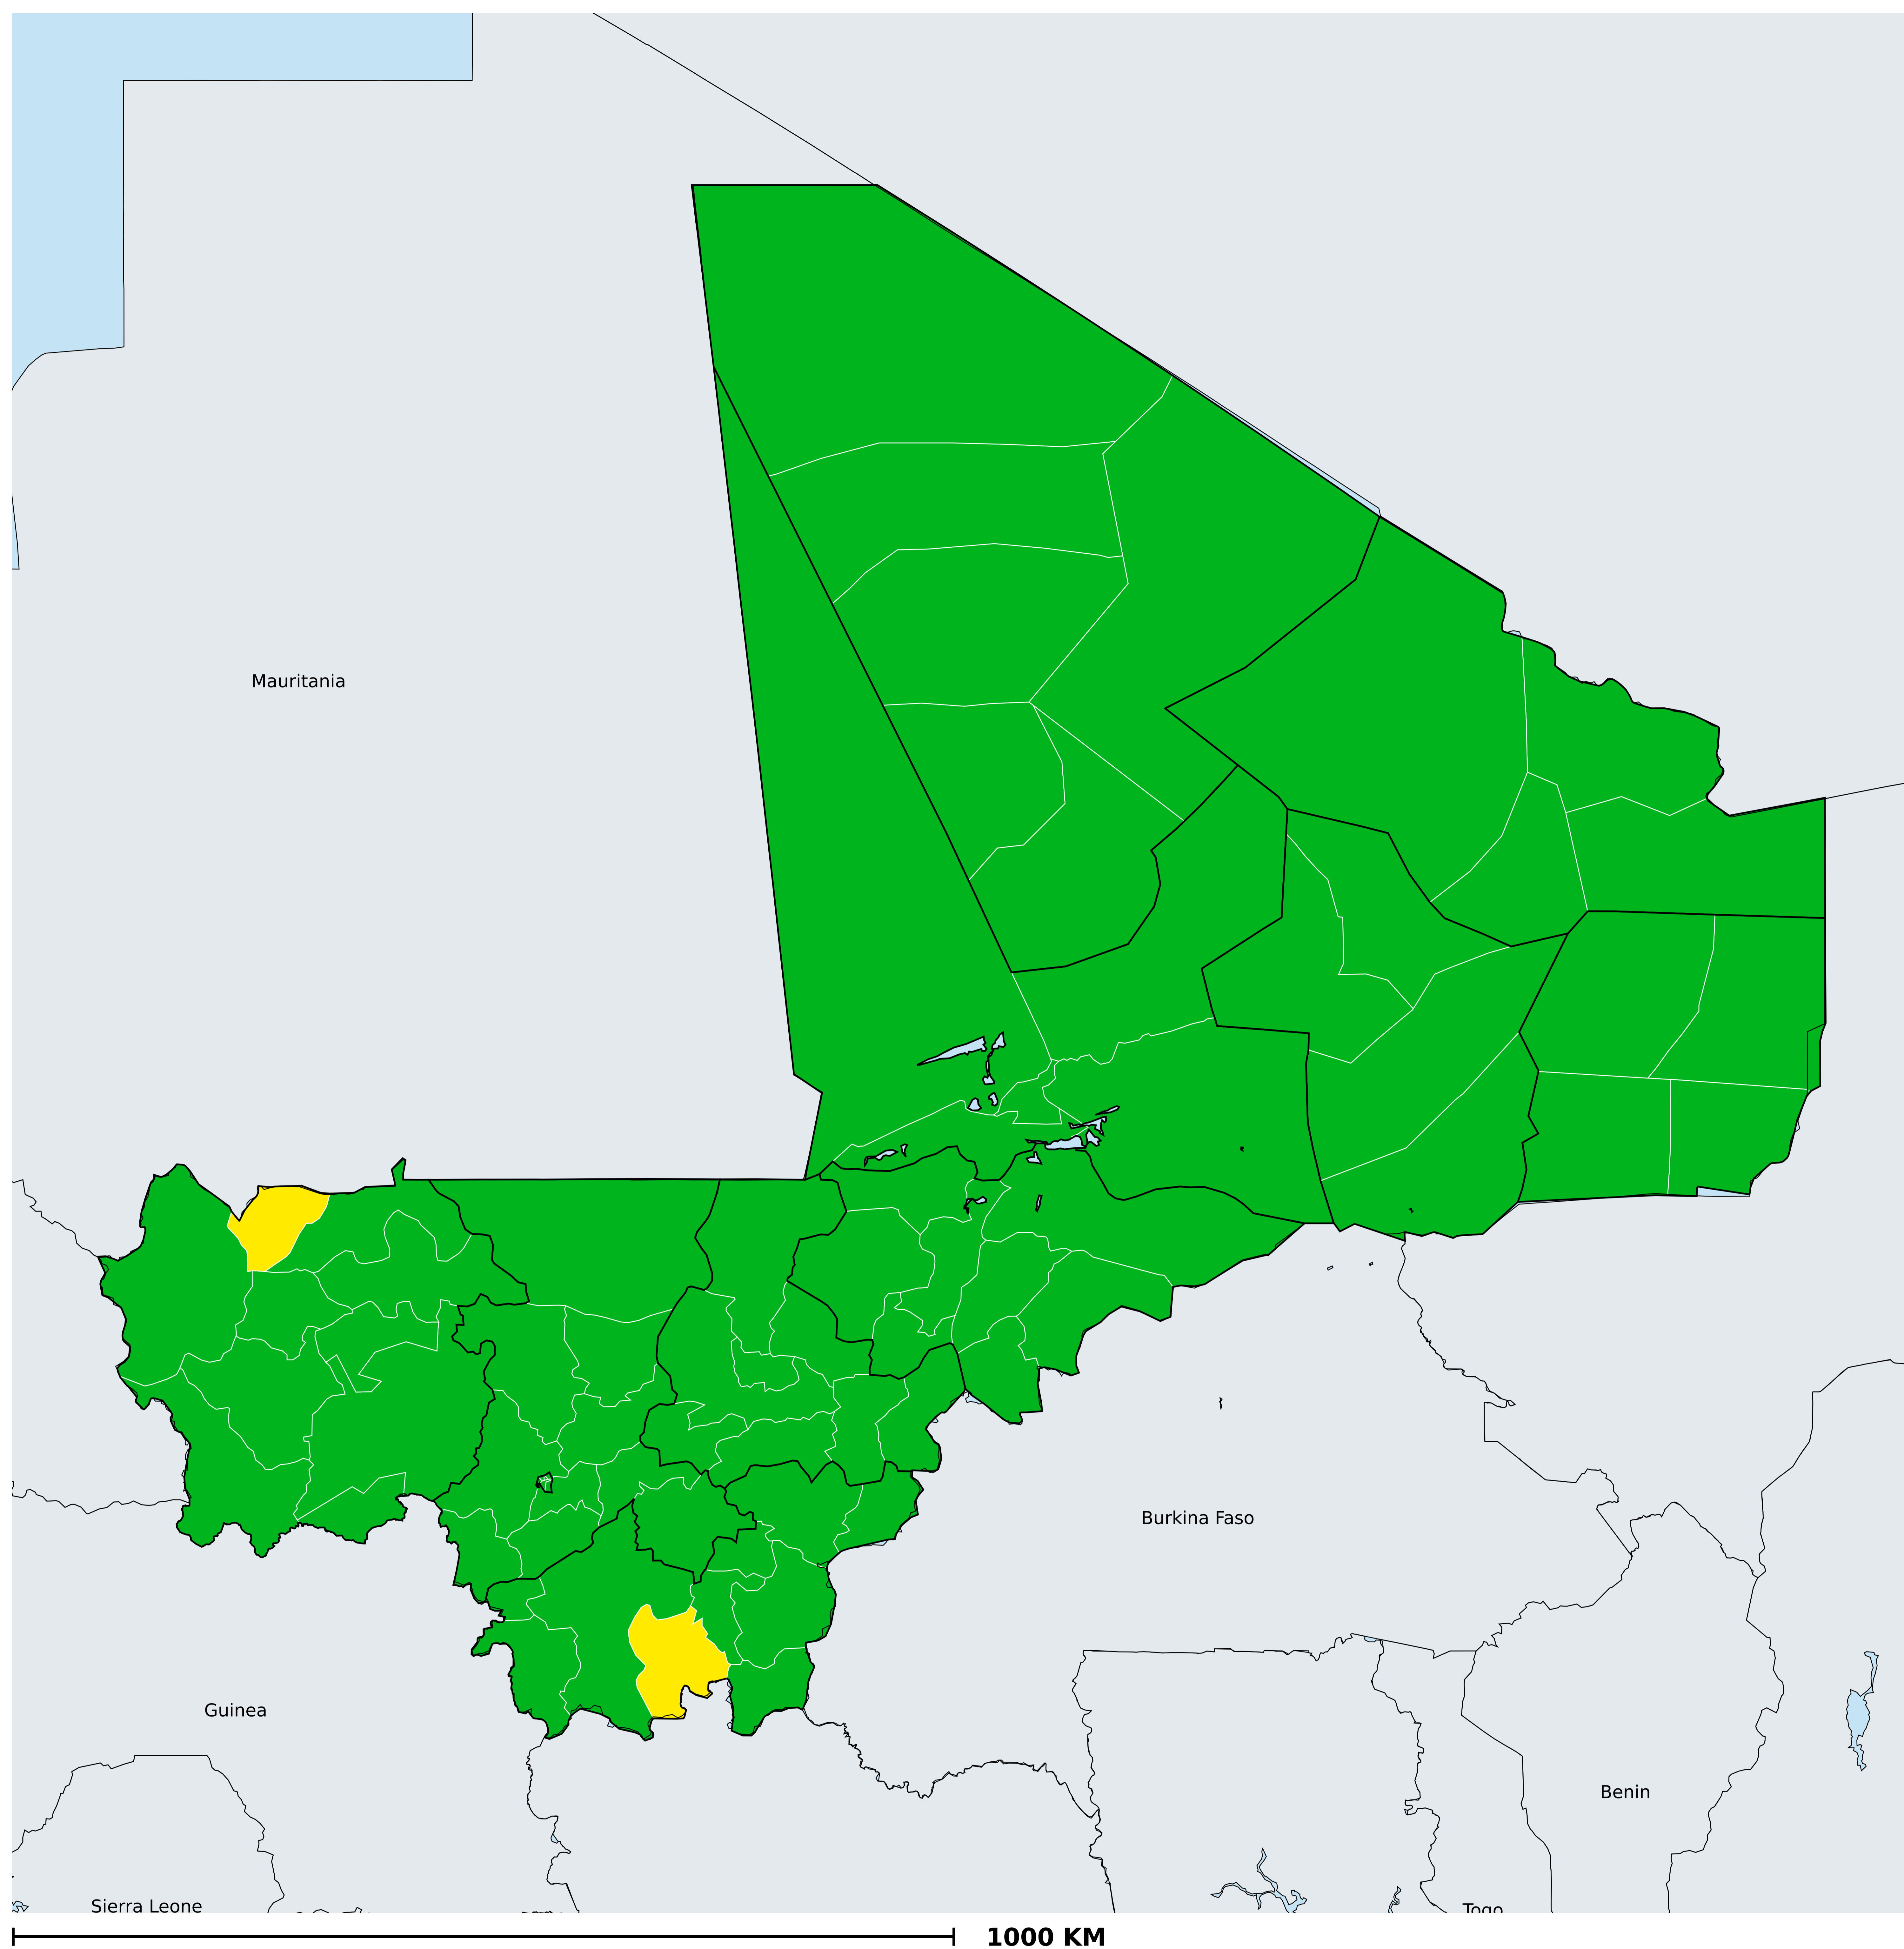 Mauritania
Burkina Faso
Guinea
Benin
Sierra Leone
Togo
1000 KM